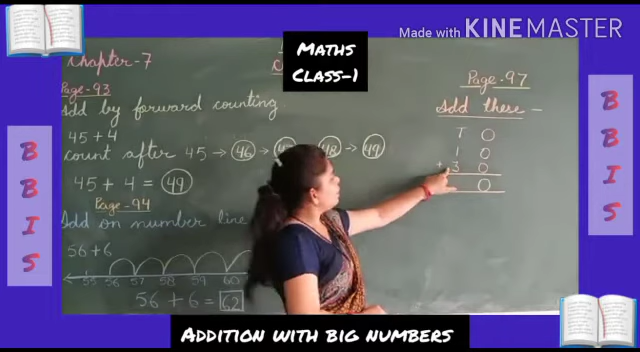 Made with KINEMASTER
MATHS
CLASS-1
Chapter-7
Page-93
Add by forward counting
45+4
count after 45 → 46 → → 48 → 49
45 + 4 = 49
Page-94
Add on number line
56+6
55 56 57 58 59 60
56 + 6 = 62
Page-97
Add these -
T O
1 0
+ 3 0
0
B
B
I
S
B
B
I
S
ADDITION WITH BIG NUMBERS